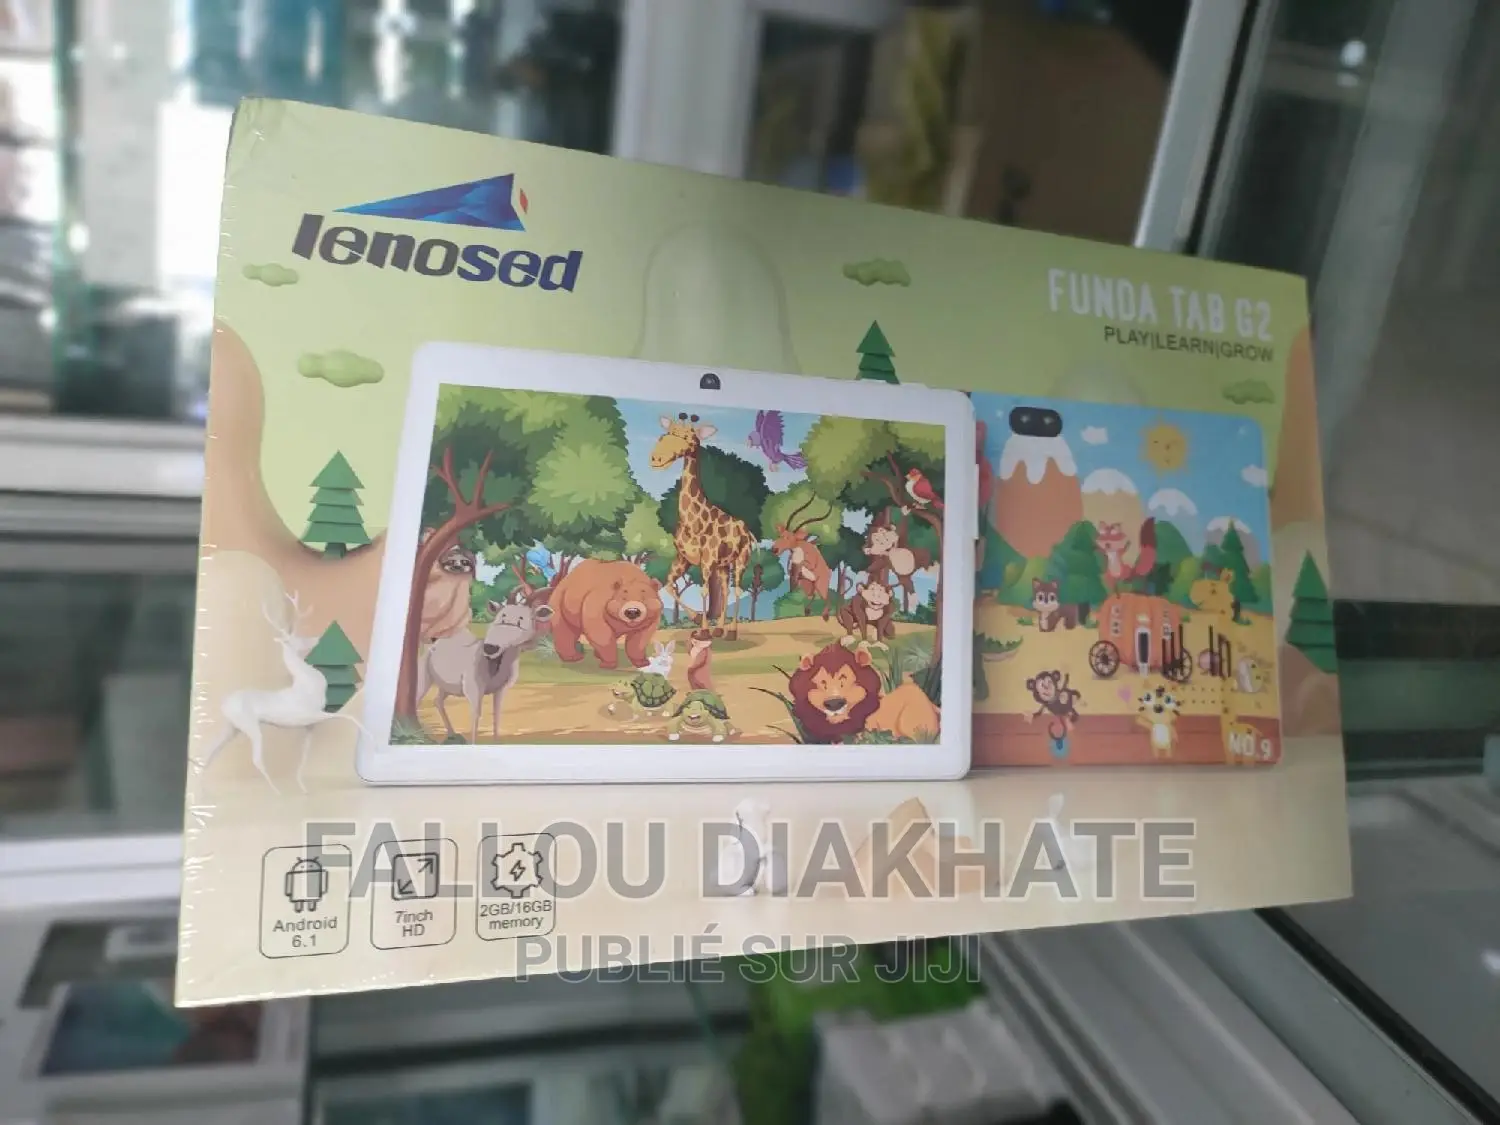 lenosed
FUNDA TAB G2
PLAY|LEARN|GROW
NO.9
Android
6.1
7inch
HD
2GB/16GB
memory
FALLOU DIAKHATE
PUBLIÉ SUR JIJI